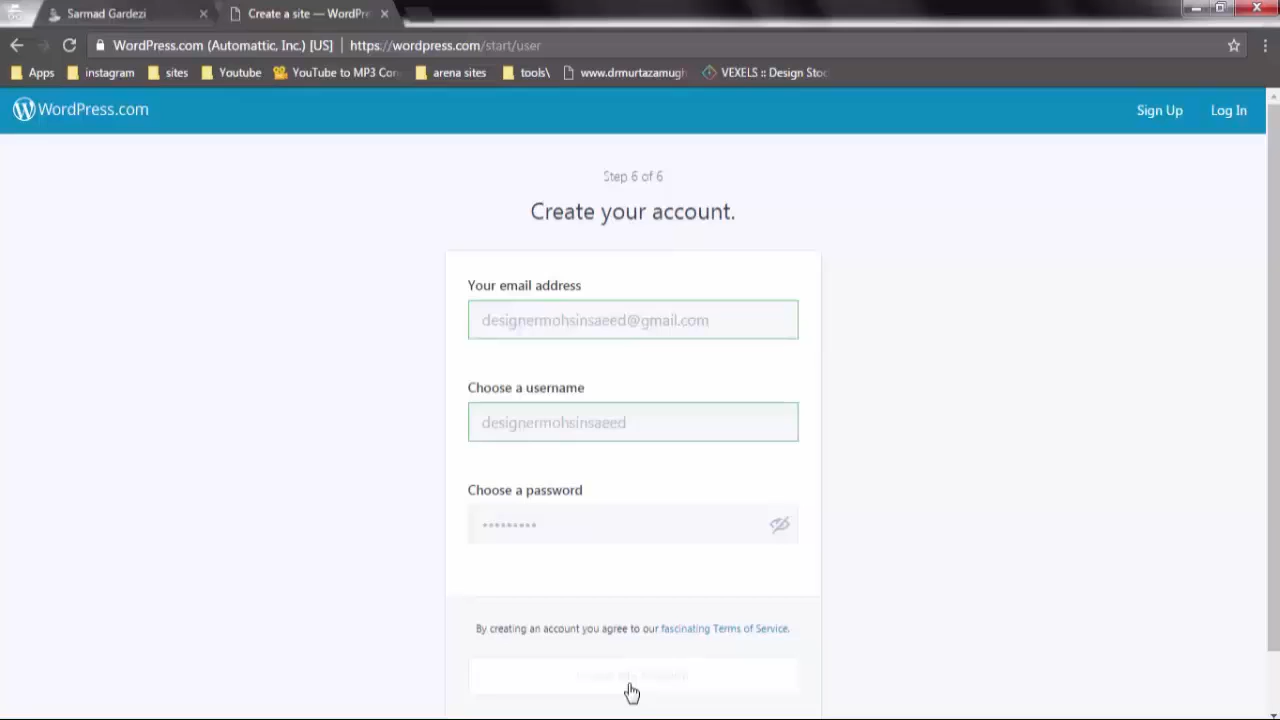 Sarmad Gardezi
Create a site — WordPre
WordPress.com (Automattic, Inc.) [US] https://wordpress.com/start/user
Apps instagram sites Youtube YouTube to MP3 Con arena sites tools\ www.drmurtazamugh VEXELS :: Design Stoc
WordPress.com Sign Up Log In
Step 6 of 6
Create your account.
Your email address
designermohsinsaeed@gmail.com
Choose a username
designermohsinsaeed
Choose a password
•••••••••
By creating an account you agree to our fascinating Terms of Service.